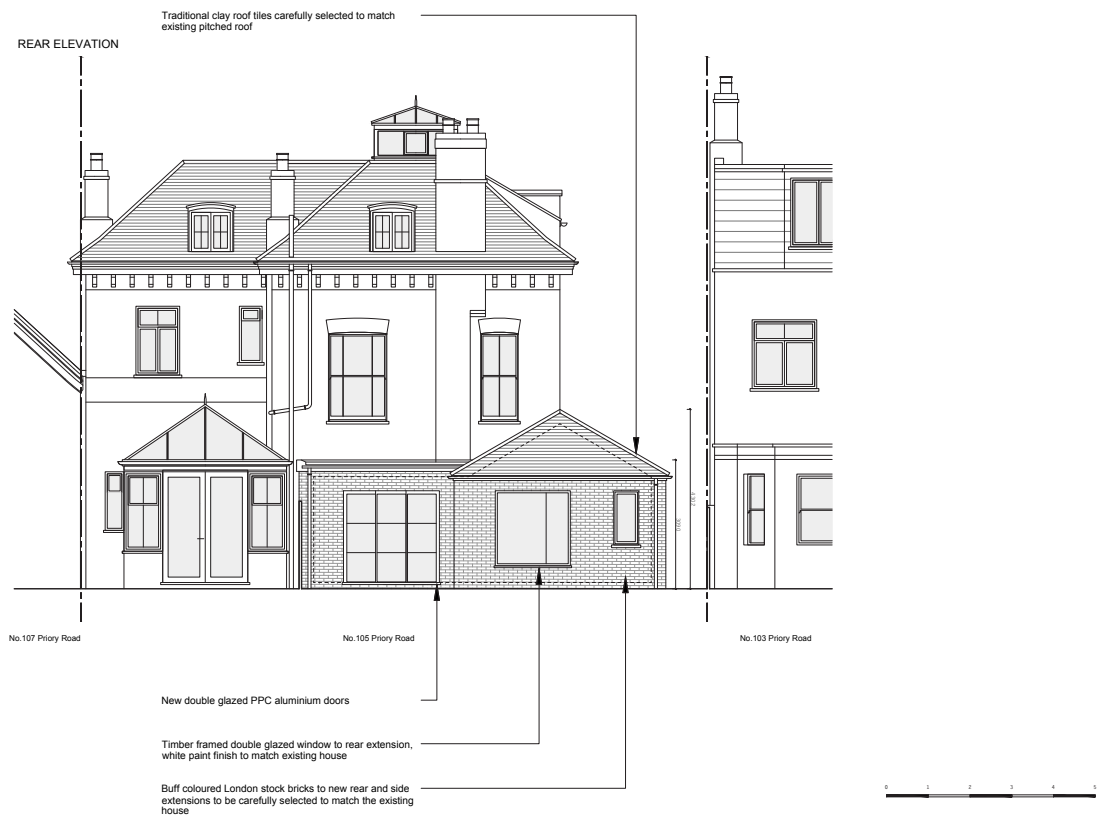 Traditional clay roof tiles carefully selected to match
existing pitched roof
REAR ELEVATION
No.107 Priory Road
No.105 Priory Road
No.103 Priory Road
New double glazed PPC aluminium doors
Timber framed double glazed window to rear extension,
white paint finish to match existing house
Buff coloured London stock bricks to new rear and side
extensions to be carefully selected to match the existing
house
0 1 2 3 4 5